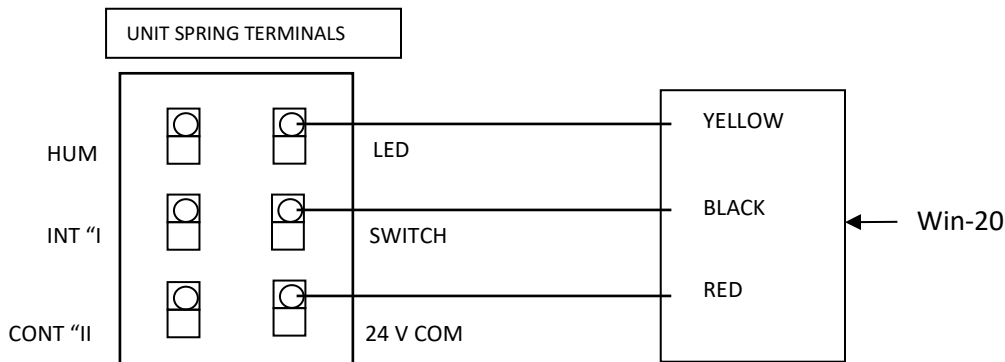 UNIT SPRING TERMINALS
YELLOW
HUM
LED
BLACK
INT “I
SWITCH
Win-20
RED
CONT “II
24 V COM